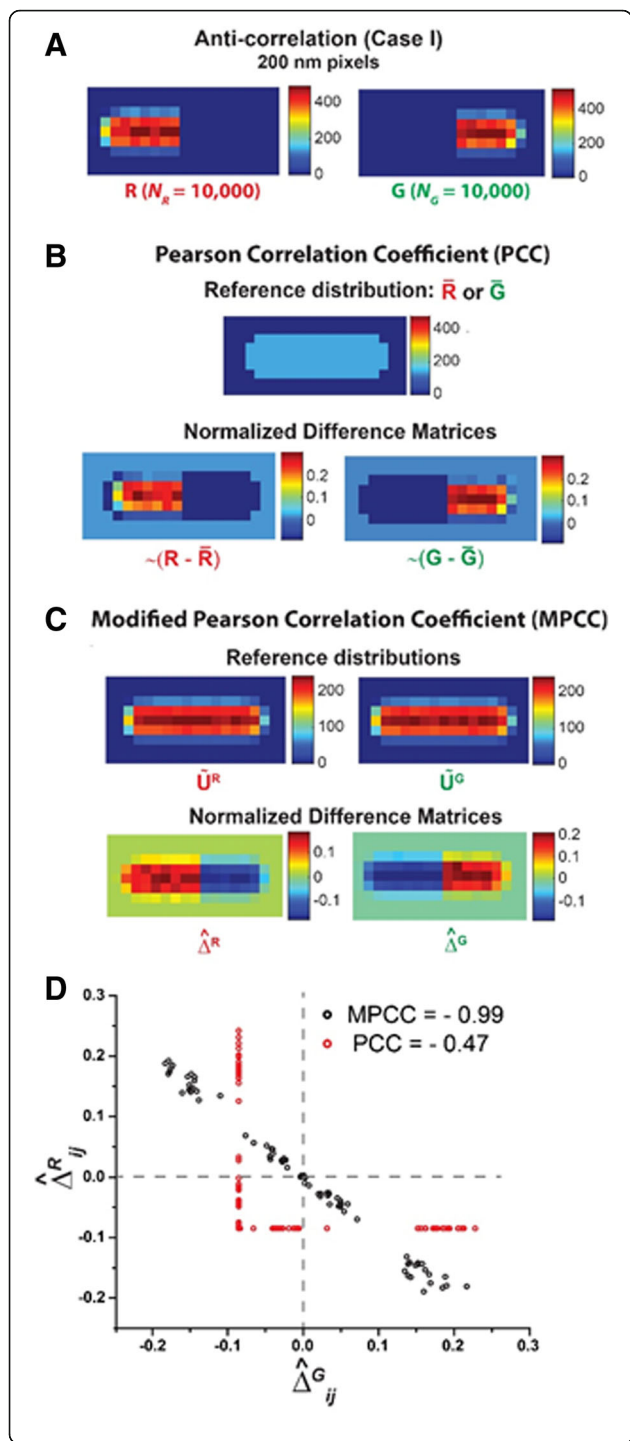 A
Anti-correlation (Case I)
200 nm pixels
400
200
0
400
200
0
R (N_R = 10,000)
G (N_G = 10,000)
B
Pearson Correlation Coefficient (PCC)
Reference distribution: R̄ or Ḡ
400
200
0
Normalized Difference Matrices
0.2
0.1
0
0.2
0.1
0
~(R - R̄)
~(G - Ḡ)
C
Modified Pearson Correlation Coefficient (MPCC)
Reference distributions
200
100
0
200
100
0
Ũᴿ
Ũᴳ
Normalized Difference Matrices
0.1
0
-0.1
0.2
0.1
0
-0.1
Δ̂ᴿ
Δ̂ᴳ
D
0.3
0.2
0.1
0.0
-0.1
-0.2
MPCC = - 0.99
PCC = - 0.47
Δ̂ᴿij
-0.2
-0.1
0.0
0.1
0.2
0.3
Δ̂ᴳij